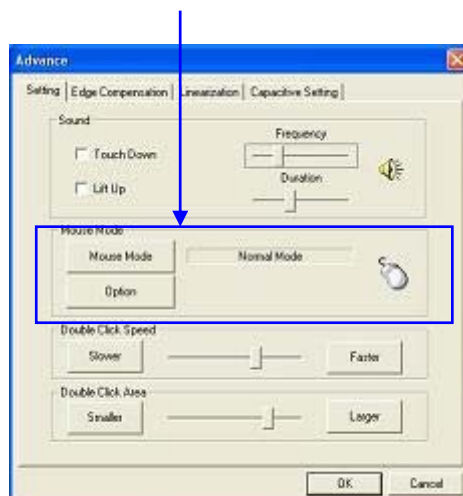 Advance
Setting Edge Compensation Linearization Capacitive Setting
Sound
Frequency
Touch Down
Duration
Lift Up
Mouse Mode
Mouse Mode Normal Mode
Option
Double Click Speed
Slower Faster
Double Click Area
Smaller Larger
OK Cancel